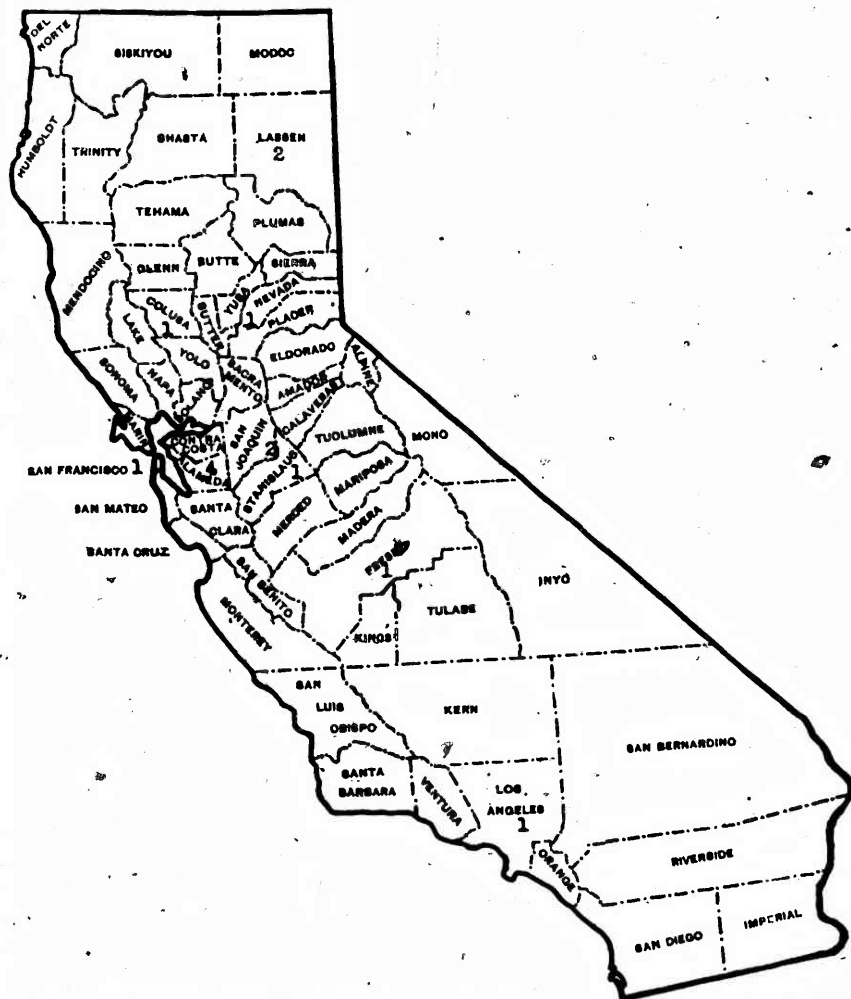 DEL NORTE
SISKIYOU
MODOC
HUMBOLDT
TRINITY
SHASTA
LASSEN
2
TEHAMA
PLUMAS
MENDOCINO
GLENN
BUTTE
SIERRA
COLUSA
1
LAKE
SUTTER
YUBA
NEVADA
1
PLACER
YOLO
ELDORADO
SONOMA
NAPA
SACRA
MENTO
ALPINE
AMADOR
SOLANO
CALAVERAS
MARIN
CONTRA
COSTA
SAN
JOAQUIN
3
TUOLUMNE
MONO
SAN FRANCISCO 1
ALAMEDA
4
STANISLAUS
1
MARIPOSA
SAN MATEO
SANTA
CLARA
MERCED
MADERA
SANTA CRUZ
SAN BENITO
INYO
MONTEREY
KINGS
TULARE
SAN
LUIS
OBISPO
KERN
SAN BERNARDINO
SANTA
BARBARA
VENTURA
LOS
ANGELES
1
ORANGE
RIVERSIDE
SAN DIEGO
IMPERIAL